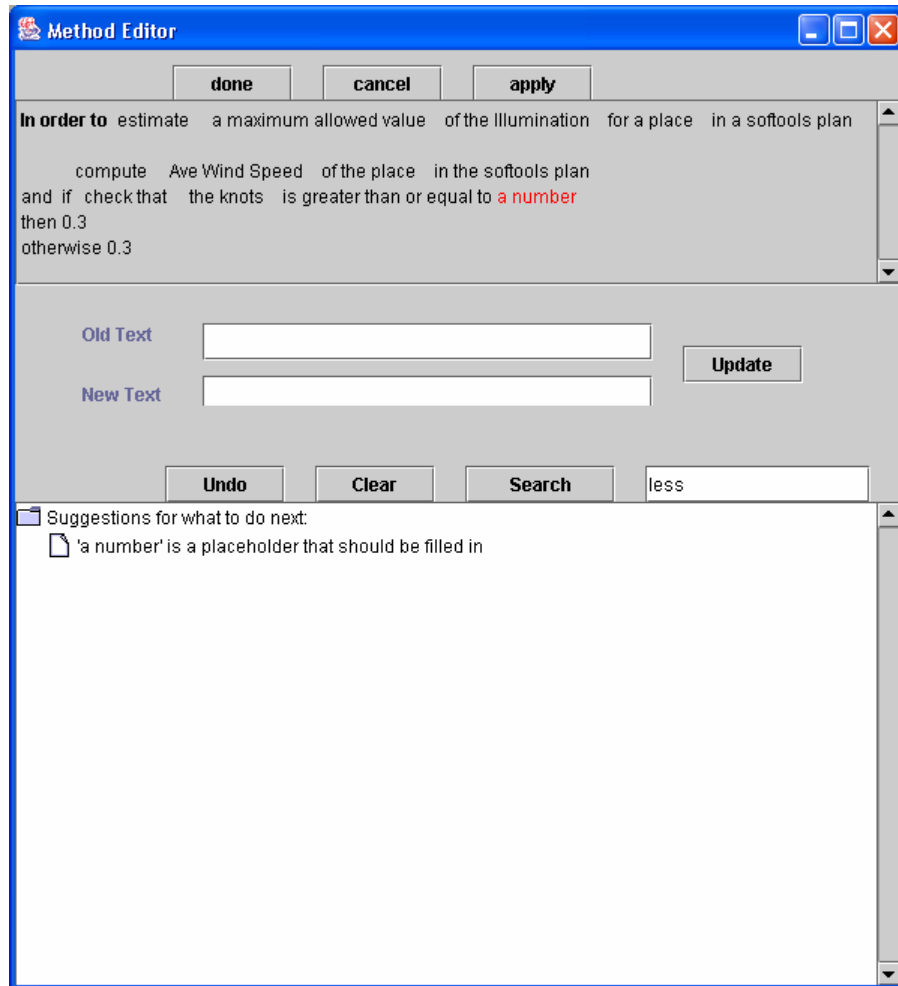 Method Editor
done cancel apply
In order to estimate a maximum allowed value of the Illumination for a place in a softools plan
compute Ave Wind Speed of the place in the softools plan
and if check that the knots is greater than or equal to a number
then 0.3
otherwise 0.3
Old Text
Update
New Text
Undo Clear Search less
Suggestions for what to do next:
'a number' is a placeholder that should be filled in